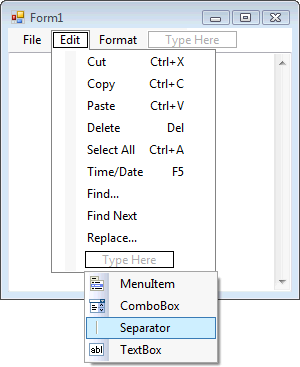 Form1
File Edit Format Type Here
Cut Ctrl+X
Copy Ctrl+C
Paste Ctrl+V
Delete Del
Select All Ctrl+A
Time/Date F5
Find...
Find Next
Replace...
Type Here
MenuItem
ComboBox
Separator
abl TextBox